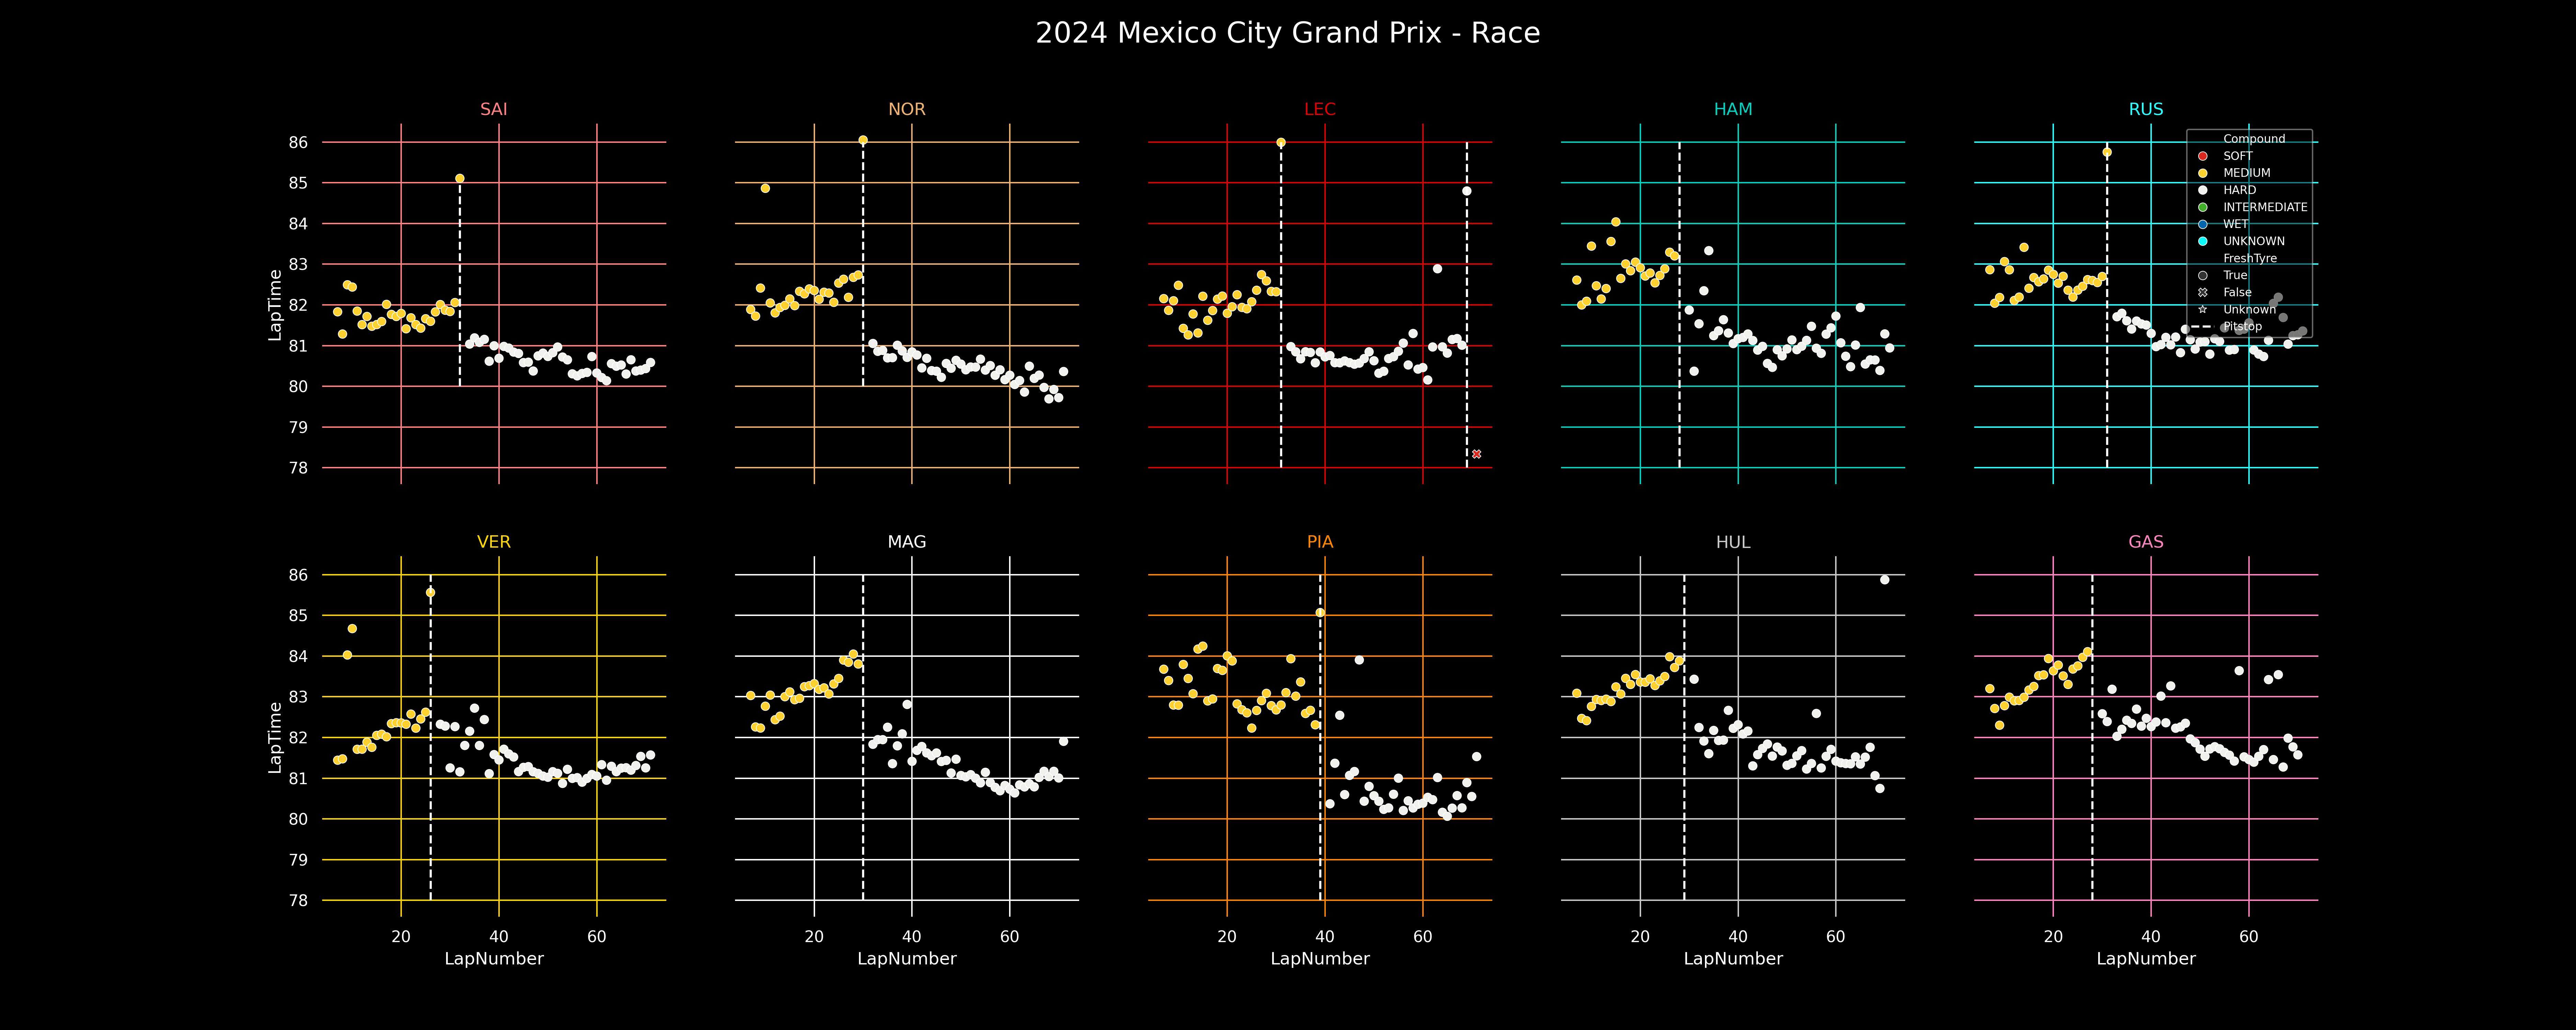 2024 Mexico City Grand Prix - Race
SAI
NOR
LEC
HAM
RUS
86
85
84
83
82
81
80
79
78
LapTime
Compound
SOFT
MEDIUM
HARD
INTERMEDIATE
WET
UNKNOWN
FreshTyre
True
False
Unknown
Pitstop
VER
MAG
PIA
HUL
GAS
86
85
84
83
82
81
80
79
78
LapTime
20 40 60
20 40 60
20 40 60
20 40 60
20 40 60
LapNumber
LapNumber
LapNumber
LapNumber
LapNumber